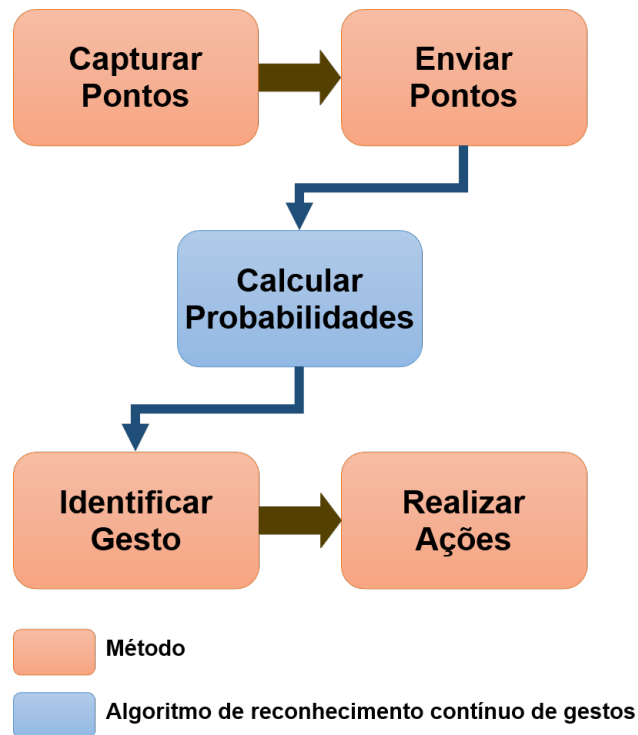 Capturar
Pontos
Enviar
Pontos
Calcular
Probabilidades
Identificar
Gesto
Realizar
Ações
Método
Algoritmo de reconhecimento contínuo de gestos